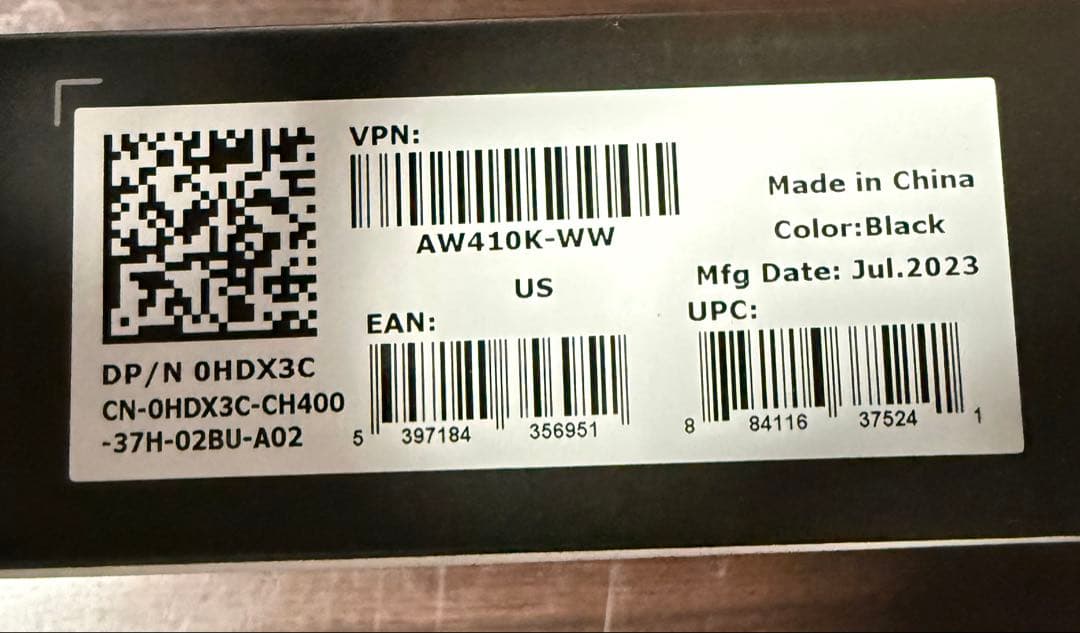 VPN:
AW410K-WW
US
Made in China
Color:Black
Mfg Date: Jul.2023
DP/N 0HDX3C
CN-0HDX3C-CH400
-37H-02BU-A02
EAN:
5 397184 356951
UPC:
8 84116 37524 1